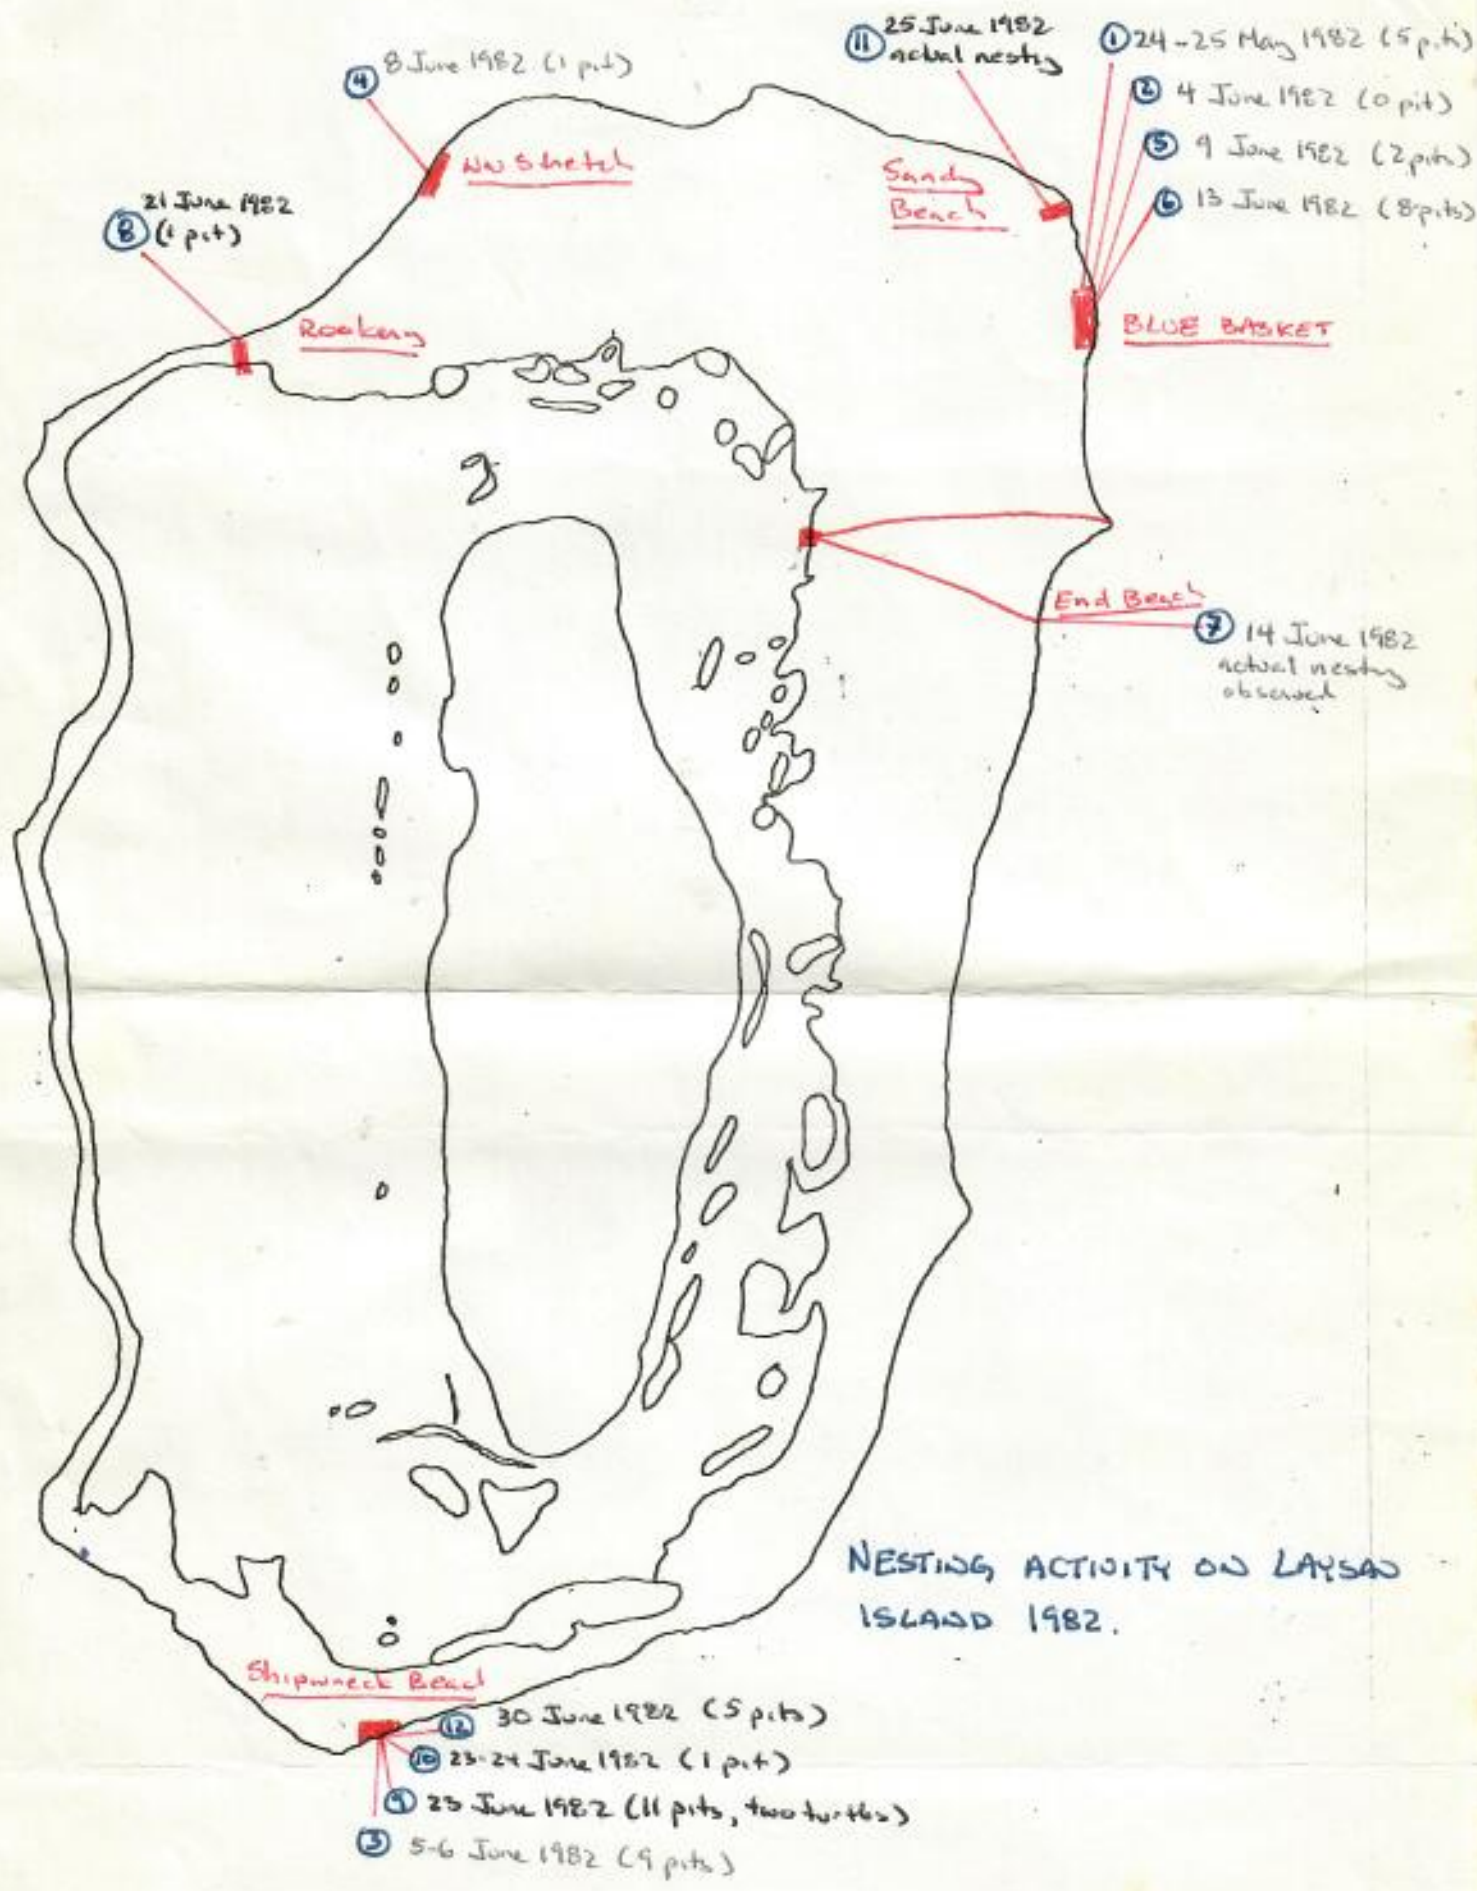 11 25 June 1982
actual nestg
1 24-25 May 1982 (5 pits)
2 4 June 1982 (0 pit)
5 9 June 1982 (2 pits)
6 13 June 1982 (8 pits)
4 8 June 1982 (1 pit)
NW Stretch
Sandy
Beach
21 June 1982
8 (1 pit)
Rookery
BLUE BASKET
End Beach
7 14 June 1982
actual nestg
observed
NESTING ACTIVITY ON LAYSAN
ISLAND 1982.
Shipwreck Beach
12 30 June 1982 (5 pits)
10 23-24 June 1982 (1 pit)
9 23 June 1982 (11 pits, two turtles)
3 5-6 June 1982 (9 pits)